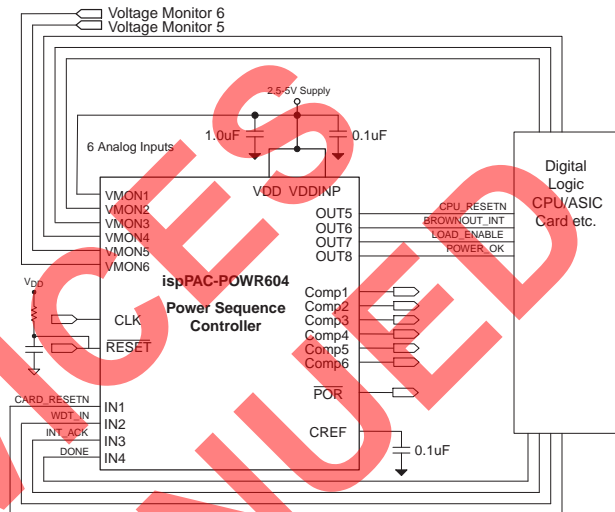 Voltage Monitor 6
Voltage Monitor 5
2.5-5V Supply
1.0uF
0.1uF
6 Analog Inputs
VDD VDDINP
VMON1
VMON2
VMON3
VMON4
VMON5
VMON6
OUT5
OUT6
OUT7
OUT8
CPU_RESETN
BROWNOUT_INT
LOAD_ENABLE
POWER_OK
Digital
Logic
CPU/ASIC
Card etc.
ispPAC-POWR604
Power Sequence
Controller
VDD
CLK
RESET
Comp1
Comp2
Comp3
Comp4
Comp5
Comp6
POR
CREF
0.1uF
CARD_RESETN
WDT_IN
INT_ACK
DONE
IN1
IN2
IN3
IN4